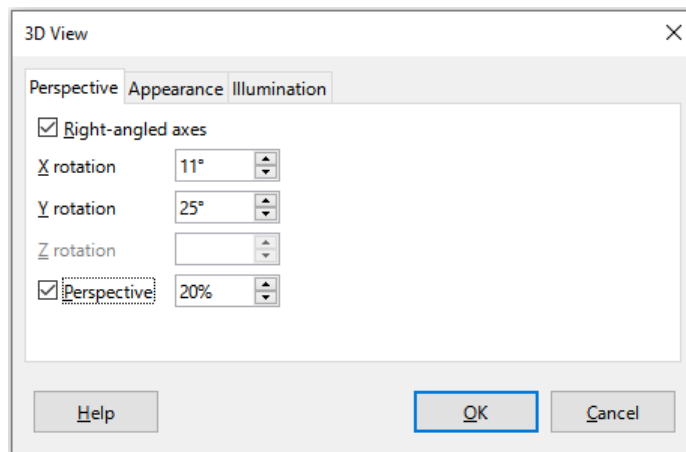 3D View
Perspective Appearance Illumination
Right-angled axes
X rotation 11°
Y rotation 25°
Z rotation
Perspective 20%
Help OK Cancel